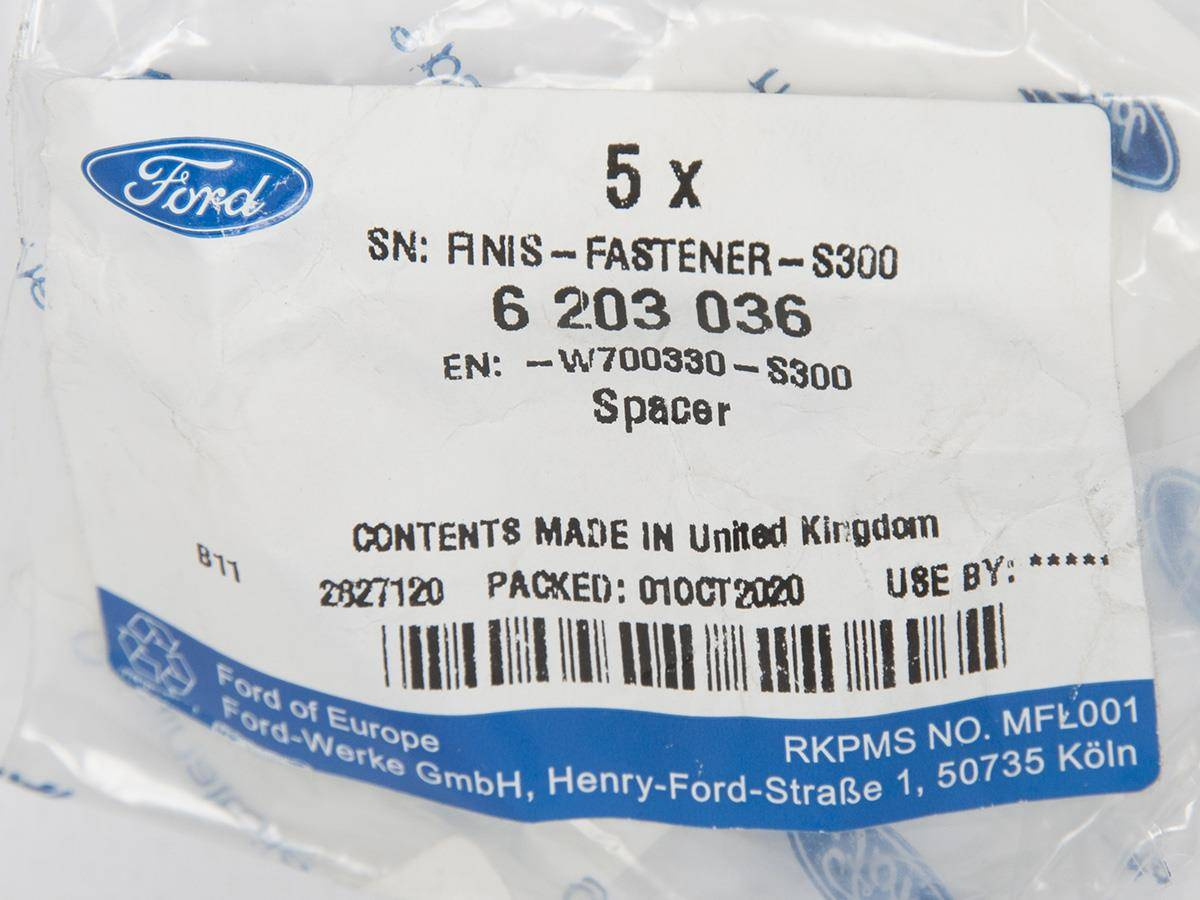 Ford
5 x
SN: FINIS-FASTENER-S300
6 203 036
EN: -W700330-S300
Spacer
CONTENTS MADE IN United Kingdom
B11
2827120 PACKED: 01OCT2020 USE BY: *****
Ford of Europe
Ford-Werke GmbH, Henry-Ford-Straße 1, 50735 Köln
RKPMS NO. MFL001